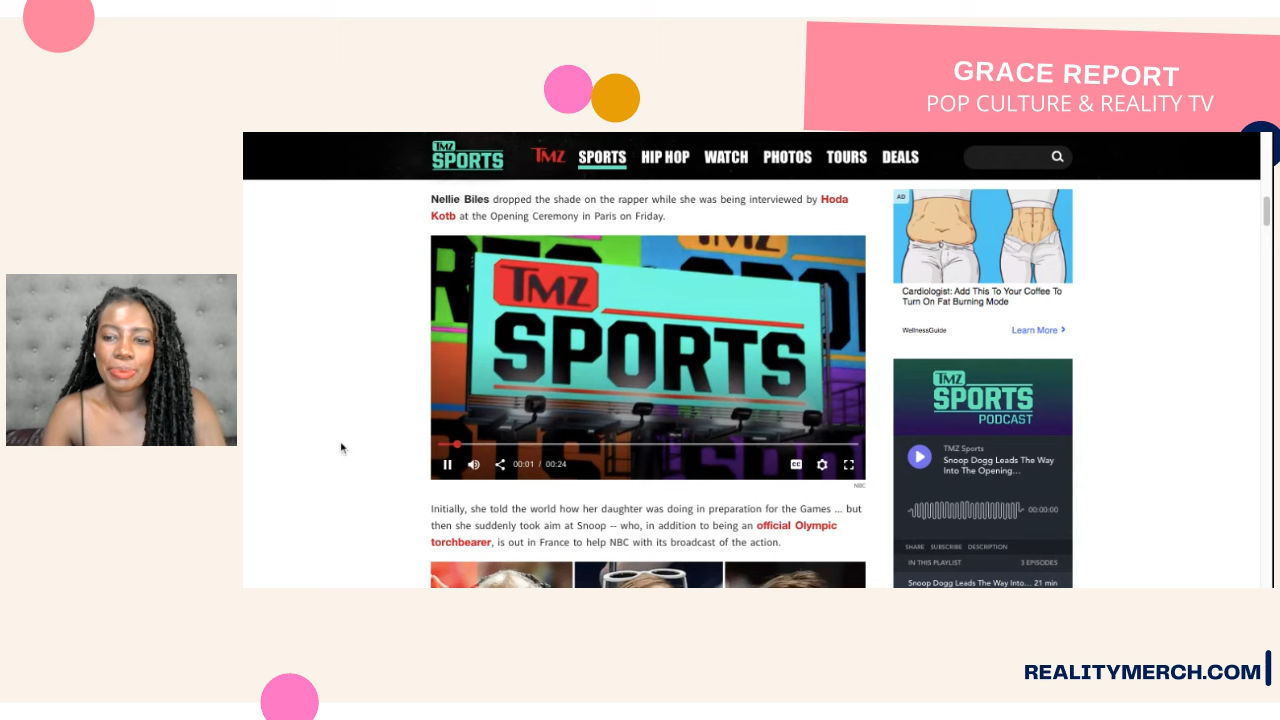 GRACE REPORT
POP CULTURE & REALITY TV
TMZ SPORTS
TMZ SPORTS HIP HOP WATCH PHOTOS TOURS DEALS
Nellie Biles dropped the shade on the rapper while she was being interviewed by Hoda
Kotb at the Opening Ceremony in Paris on Friday.
TMZ
TMZ
SPORTS
00:01 / 00:24
CC
NBC
Initially, she told the world how her daughter was doing in preparation for the Games ... but
then she suddenly took aim at Snoop -- who, in addition to being an official Olympic
torchbearer, is out in France to help NBC with its broadcast of the action.
AD
Cardiologist: Add This To Your Coffee To
Turn On Fat Burning Mode
WellnessGuide
Learn More
TMZ
SPORTS
PODCAST
TMZ Sports
Snoop Dogg Leads The Way
Into The Opening...
00:00:00
SHARE SUBSCRIBE DESCRIPTION
IN THIS PLAYLIST 3 EPISODES
Snoop Dogg Leads The Way Into... 21 min
REALITYMERCH.COM